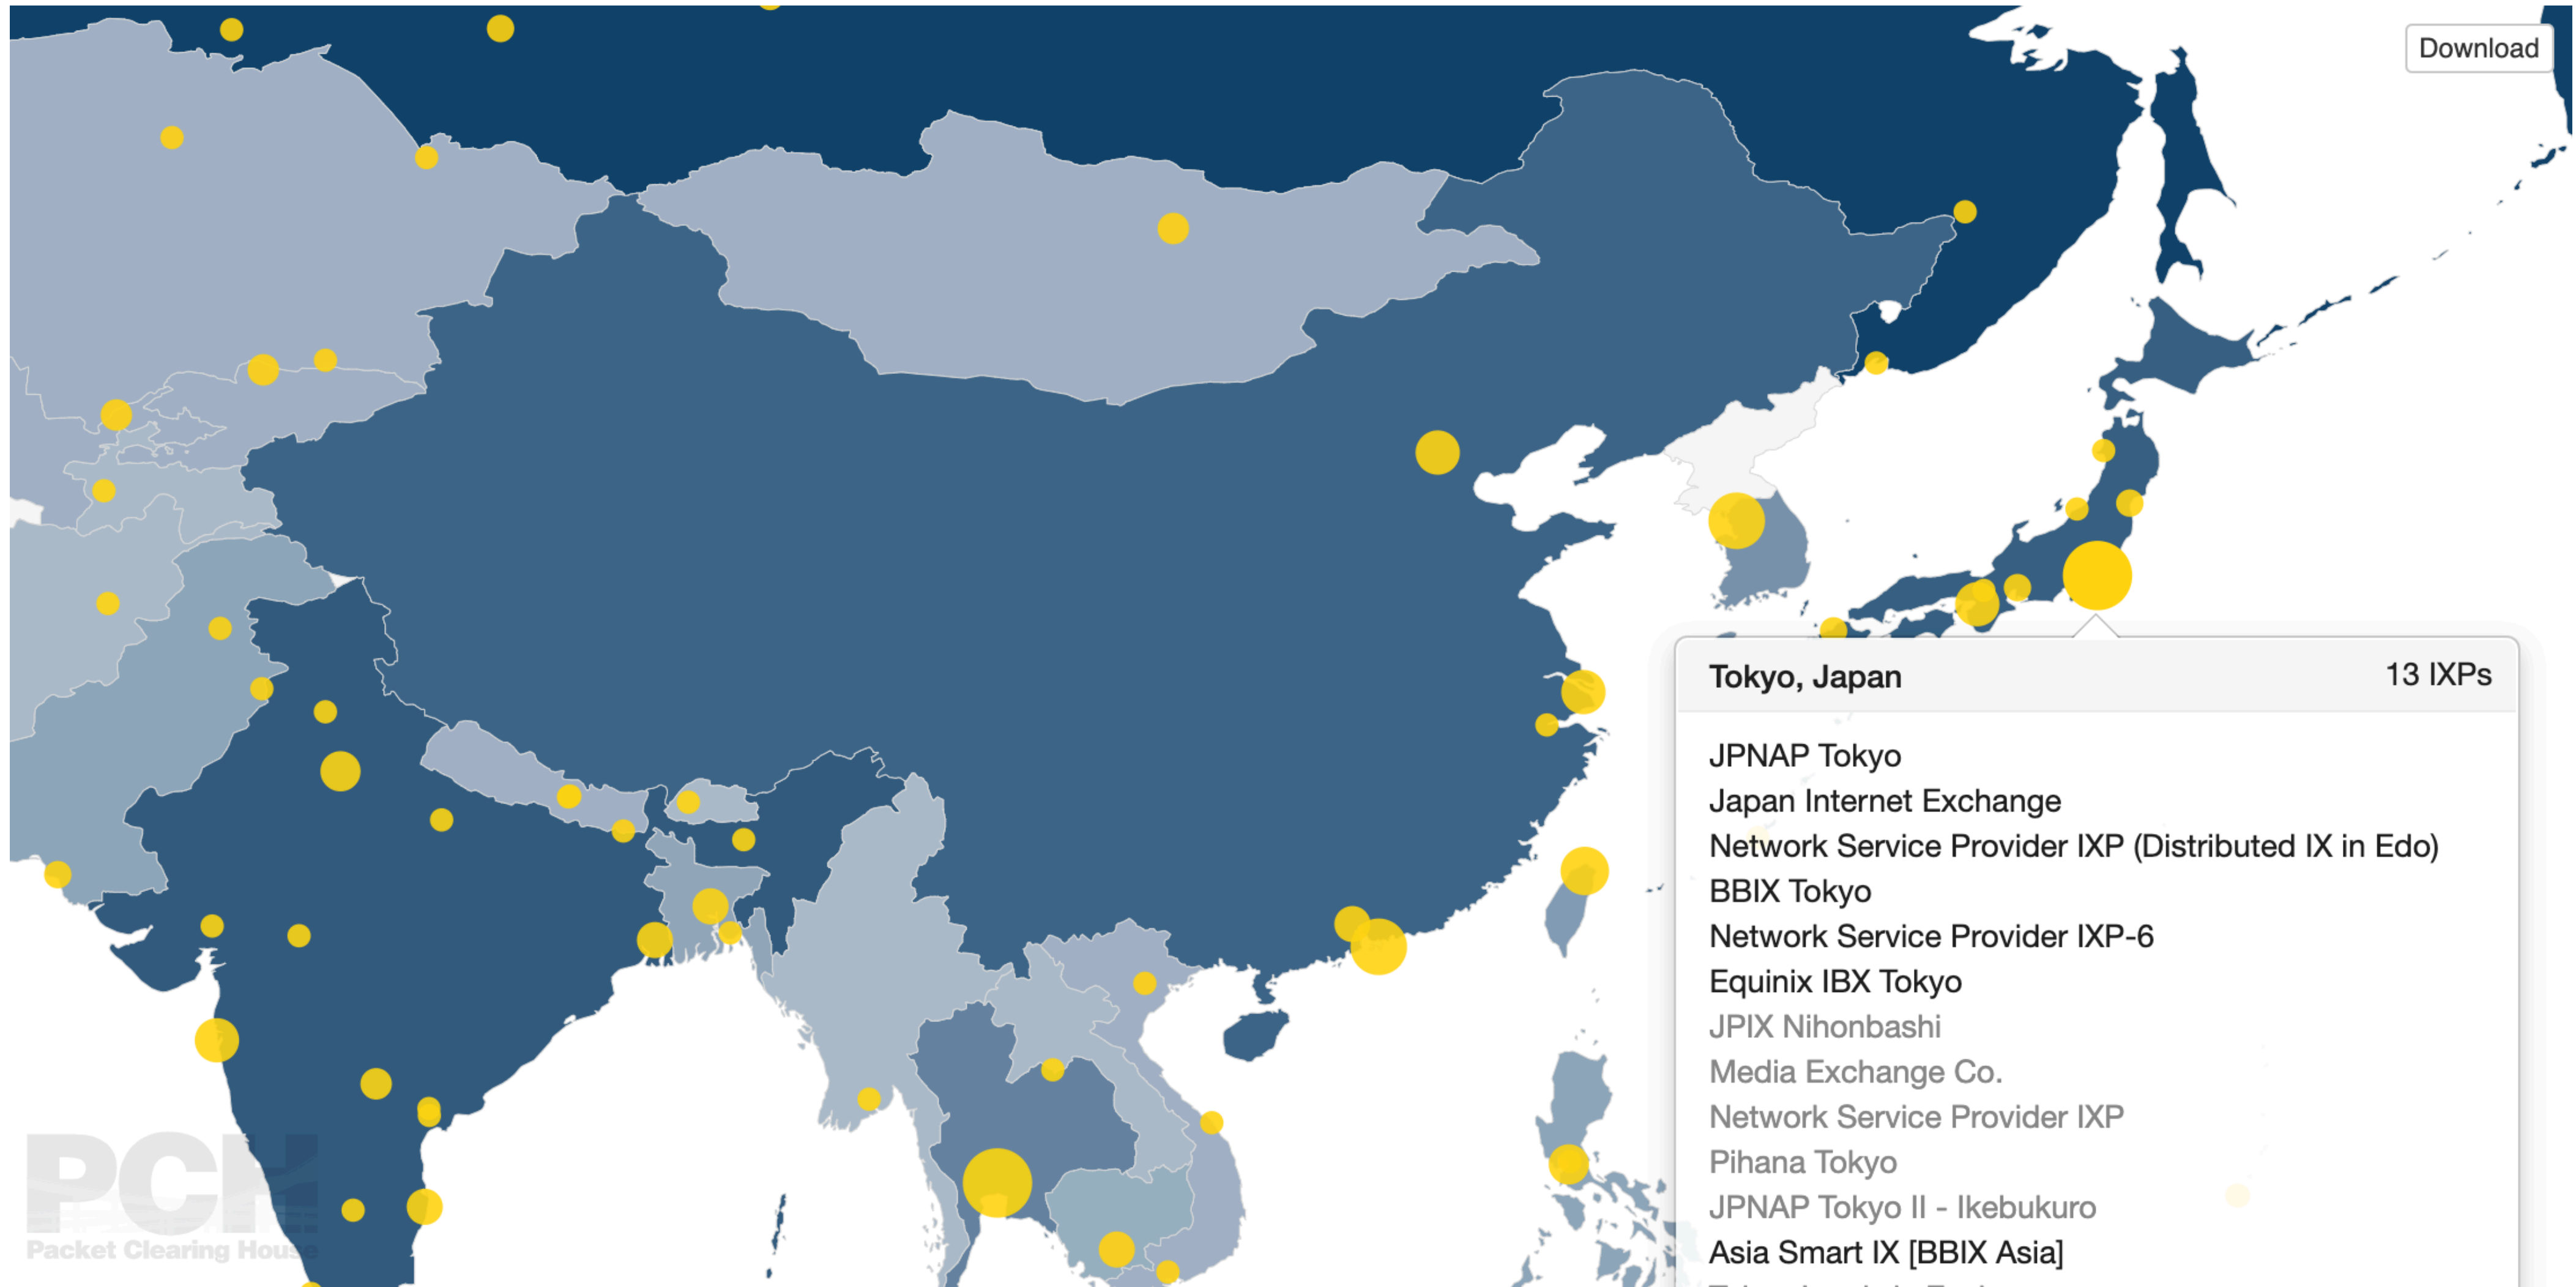 Download
Tokyo, Japan 13 IXPs
JPNAP Tokyo
Japan Internet Exchange
Network Service Provider IXP (Distributed IX in Edo)
BBIX Tokyo
Network Service Provider IXP-6
Equinix IBX Tokyo
JPIX Nihonbashi
Media Exchange Co.
Network Service Provider IXP
Pihana Tokyo
JPNAP Tokyo II - Ikebukuro
Asia Smart IX [BBIX Asia]
PCH
Packet Clearing House